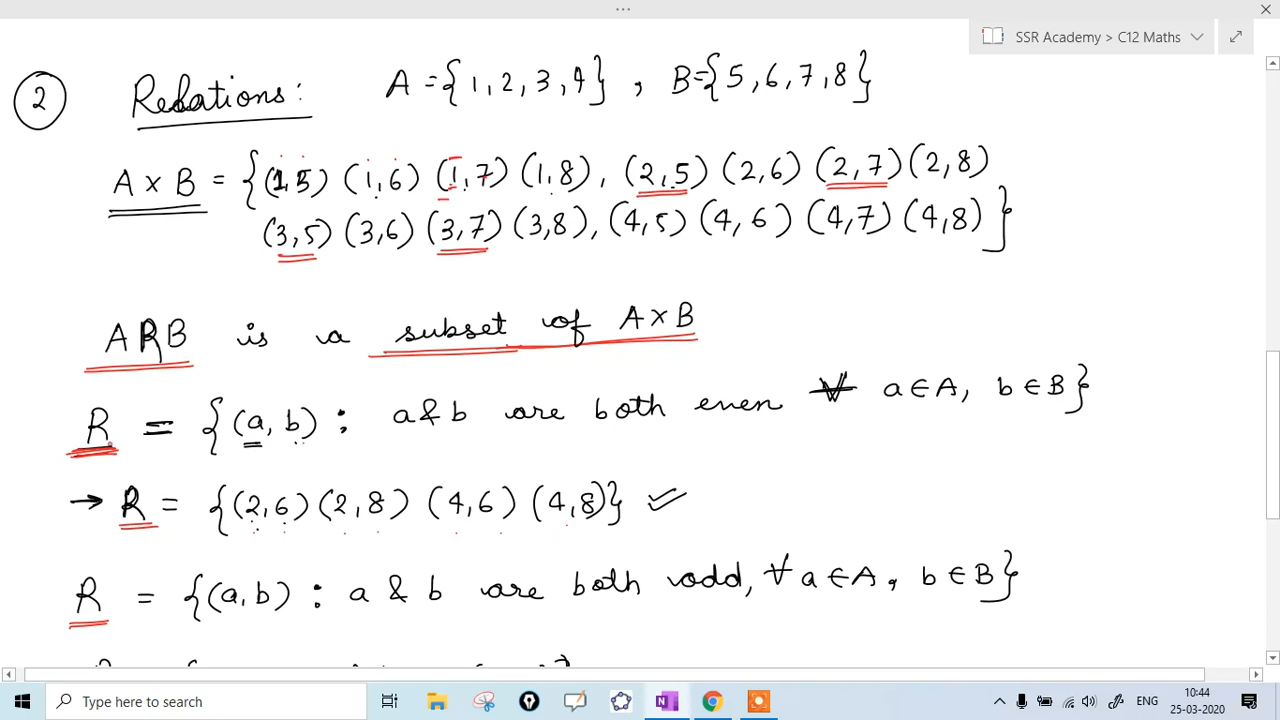 SSR Academy > C12 Maths
2 Relations: A = {1, 2, 3, 4} , B = {5, 6, 7, 8}
A × B = {(1,5) (1,6) (1,7) (1,8), (2,5) (2,6) (2,7) (2,8)
(3,5) (3,6) (3,7) (3,8), (4,5) (4,6) (4,7) (4,8)}
ARB is a subset of A × B
R = {(a, b) : a & b are both even ∀ a ∈ A, b ∈ B}
→ R = {(2,6) (2,8) (4,6) (4,8)} ✓
R = {(a,b) : a & b are both odd, ∀ a ∈ A, b ∈ B}
Type here to search
ENG
10:44
25-03-2020